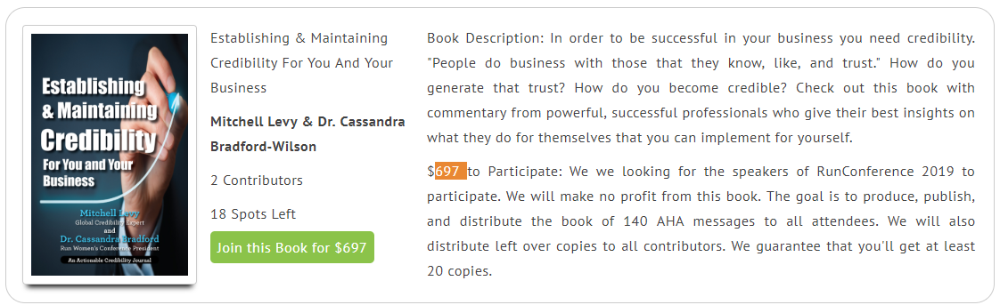 Establishing
& Maintaining
Credibility
For You and Your
Business
Mitchell Levy
Global Credibility Expert
and
Dr. Cassandra Bradford
Run Women's Conference President
An Actionable Credibility Journal
Establishing & Maintaining
Credibility For You And Your
Business
Mitchell Levy & Dr. Cassandra
Bradford-Wilson
2 Contributors
18 Spots Left
Join this Book for $697
Book Description: In order to be successful in your business you need credibility.
"People do business with those that they know, like, and trust." How do you
generate that trust? How do you become credible? Check out this book with
commentary from powerful, successful professionals who give their best insights on
what they do for themselves that you can implement for yourself.
$697 to Participate: We we looking for the speakers of RunConference 2019 to
participate. We will make no profit from this book. The goal is to produce, publish,
and distribute the book of 140 AHA messages to all attendees. We will also
distribute left over copies to all contributors. We guarantee that you'll get at least
20 copies.